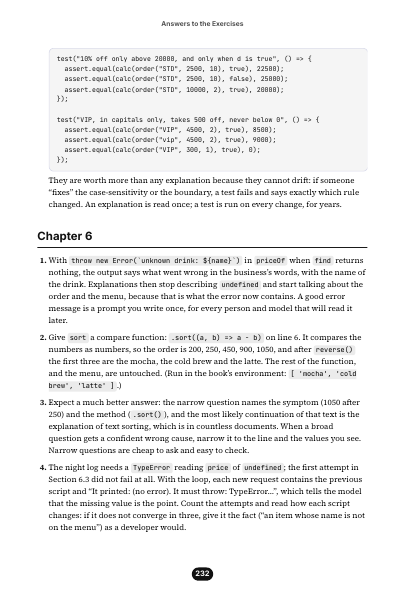 Answers to the Exercises
test("10% off only above 20000, and only when d is true", () => {
  assert.equal(calc(order("STD", 2500, 10), true), 22500);
  assert.equal(calc(order("STD", 2500, 10), false), 25000);
  assert.equal(calc(order("STD", 10000, 2), true), 20000);
});

test("VIP, in capitals only, takes 500 off, never below 0", () => {
  assert.equal(calc(order("VIP", 4500, 2), true), 8500);
  assert.equal(calc(order("vip", 4500, 2), true), 9000);
  assert.equal(calc(order("VIP", 300, 1), true), 0);
});
They are worth more than any explanation because they cannot drift: if someone
“fixes” the case-sensitivity or the boundary, a test fails and says exactly which rule
changed. An explanation is read once; a test is run on every change, for years.
Chapter 6
1. With throw new Error(`unknown drink: ${name}`) in priceOf when find returns
nothing, the output says what went wrong in the business’s words, with the name of
the drink. Explanations then stop describing undefined and start talking about the
order and the menu, because that is what the error now contains. A good error
message is a prompt you write once, for every person and model that will read it
later.
2. Give sort a compare function: .sort((a, b) => a - b) on line 6. It compares the
numbers as numbers, so the order is 200, 250, 450, 900, 1050, and after reverse()
the first three are the mocha, the cold brew and the latte. The rest of the function,
and the menu, are untouched. (Run in the book’s environment: [ 'mocha', 'cold
brew', 'latte' ].)
3. Expect a much better answer: the narrow question names the symptom (1050 after
250) and the method (.sort()), and the most likely continuation of that text is the
explanation of text sorting, which is in countless documents. When a broad
question gets a confident wrong cause, narrow it to the line and the values you see.
Narrow questions are cheap to ask and easy to check.
4. The night log needs a TypeError reading price of undefined; the first attempt in
Section 6.3 did not fail at all. With the loop, each new request contains the previous
script and “It printed: (no error). It must throw: TypeError...”, which tells the model
that the missing value is the point. Count the attempts and read how each script
changes: if it does not converge in three, give it the fact (“an item whose name is not
on the menu”) as a developer would.
232